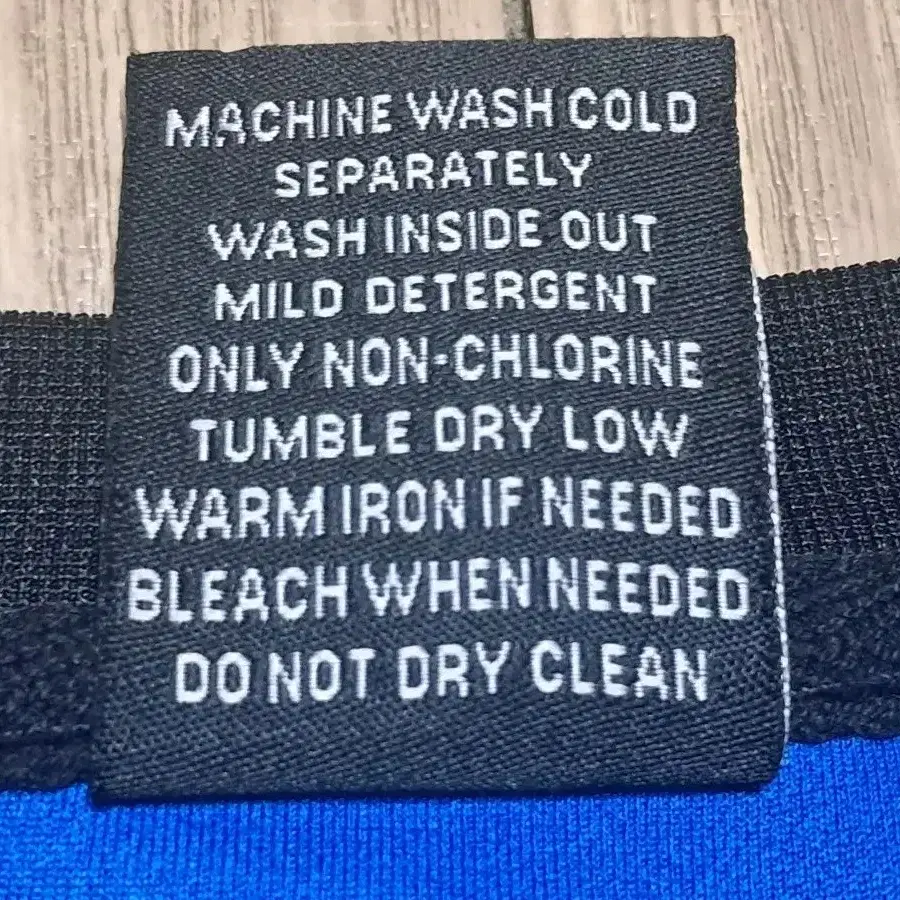 MACHINE WASH COLD
SEPARATELY
WASH INSIDE OUT
MILD DETERGENT
ONLY NON-CHLORINE
TUMBLE DRY LOW
WARM IRON IF NEEDED
BLEACH WHEN NEEDED
DO NOT DRY CLEAN